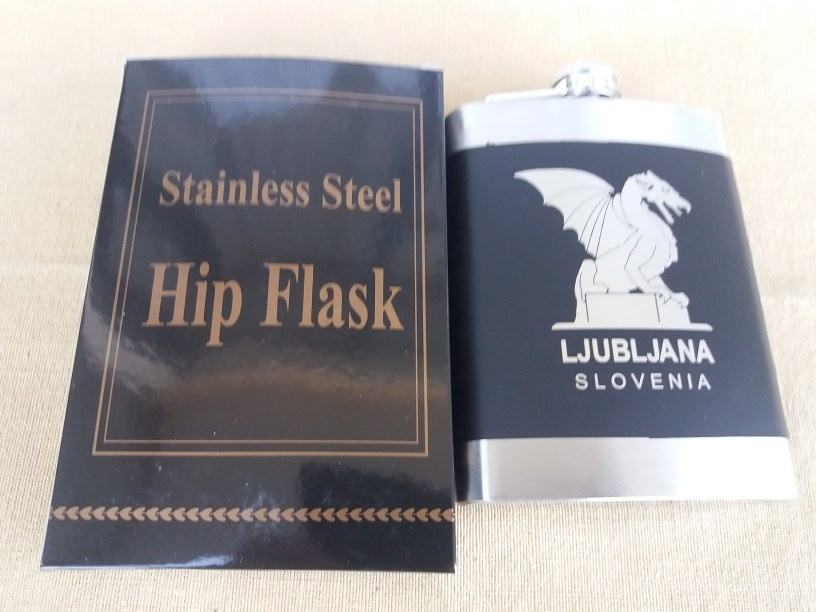 Stainless Steel
Hip Flask
LJUBLJANA
SLOVENIA